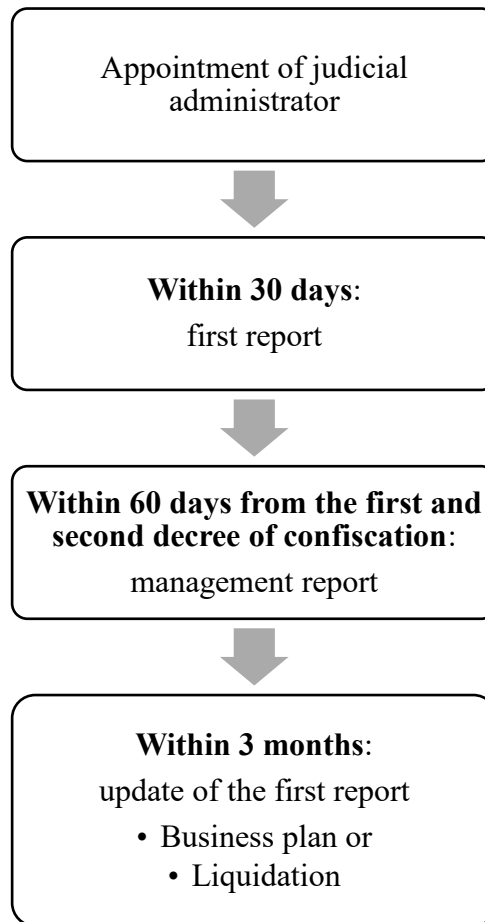 Appointment of judicial
administrator
Within 30 days:
first report
Within 60 days from the first and
second decree of confiscation:
management report
Within 3 months:
update of the first report
• Business plan or
• Liquidation